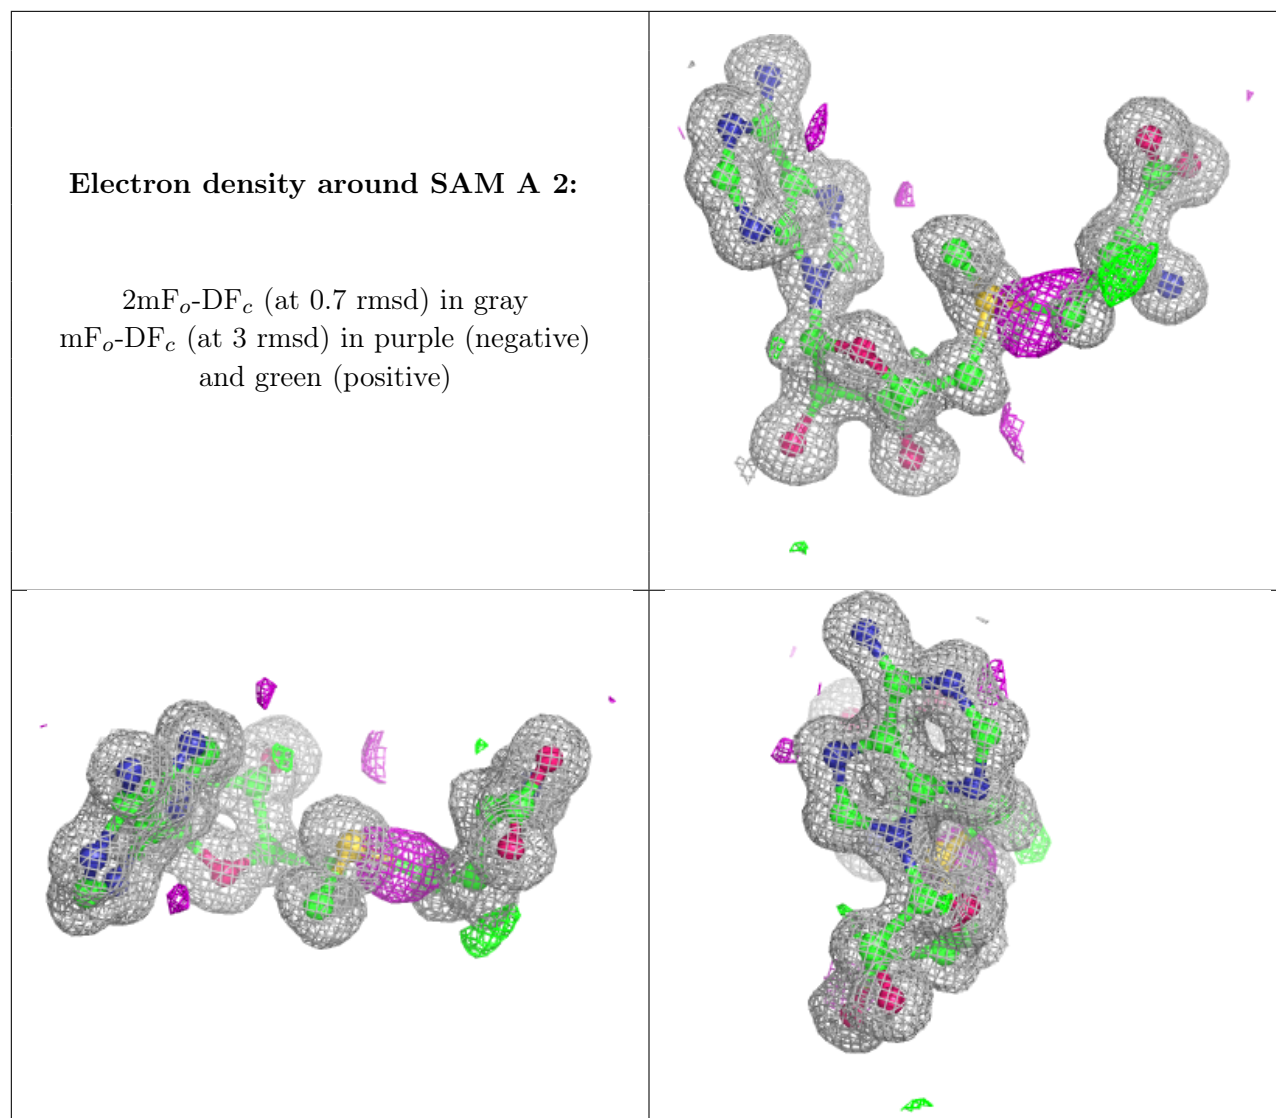 Electron density around SAM A 2:
2mFo-DFc (at 0.7 rmsd) in gray
mFo-DFc (at 3 rmsd) in purple (negative)
and green (positive)